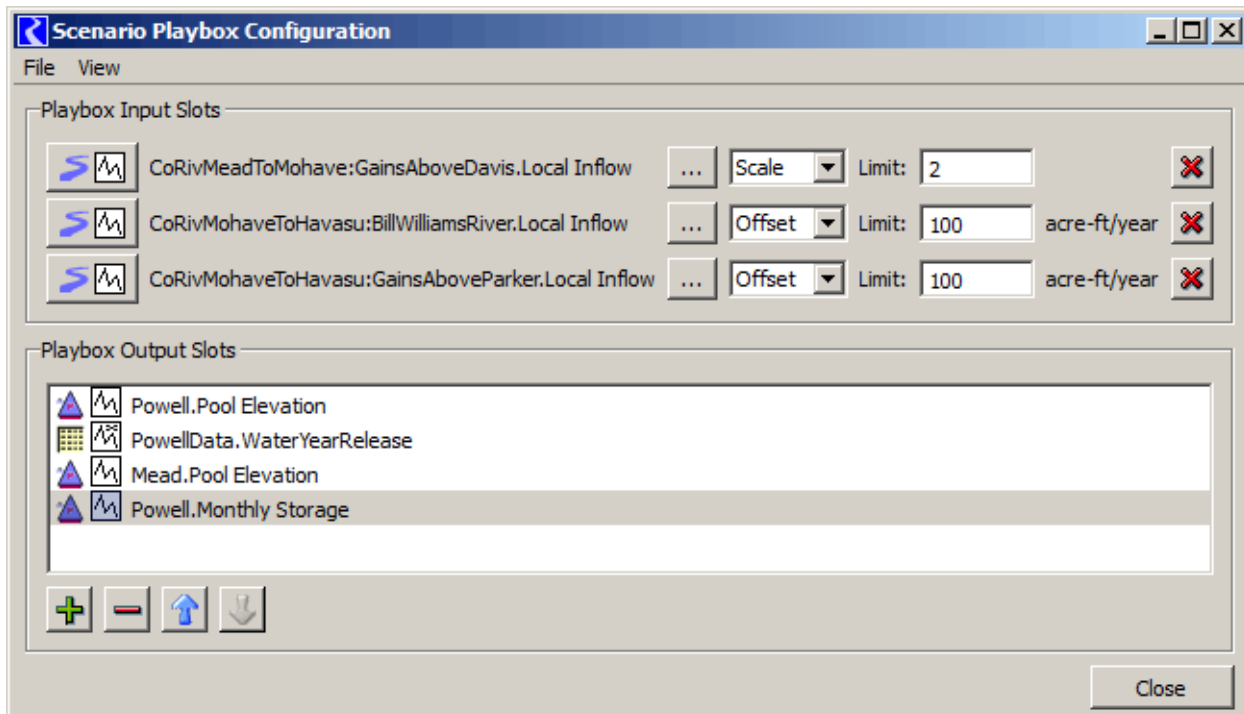 Scenario Playbox Configuration
File View
Playbox Input Slots
CoRivMeadToMohave:GainsAboveDavis.Local Inflow ... Scale Limit: 2
CoRivMohaveToHavasu:BillWilliamsRiver.Local Inflow ... Offset Limit: 100 acre-ft/year
CoRivMohaveToHavasu:GainsAboveParker.Local Inflow ... Offset Limit: 100 acre-ft/year
Playbox Output Slots
Powell.Pool Elevation
PowellData.WaterYearRelease
Mead.Pool Elevation
Powell.Monthly Storage
Close